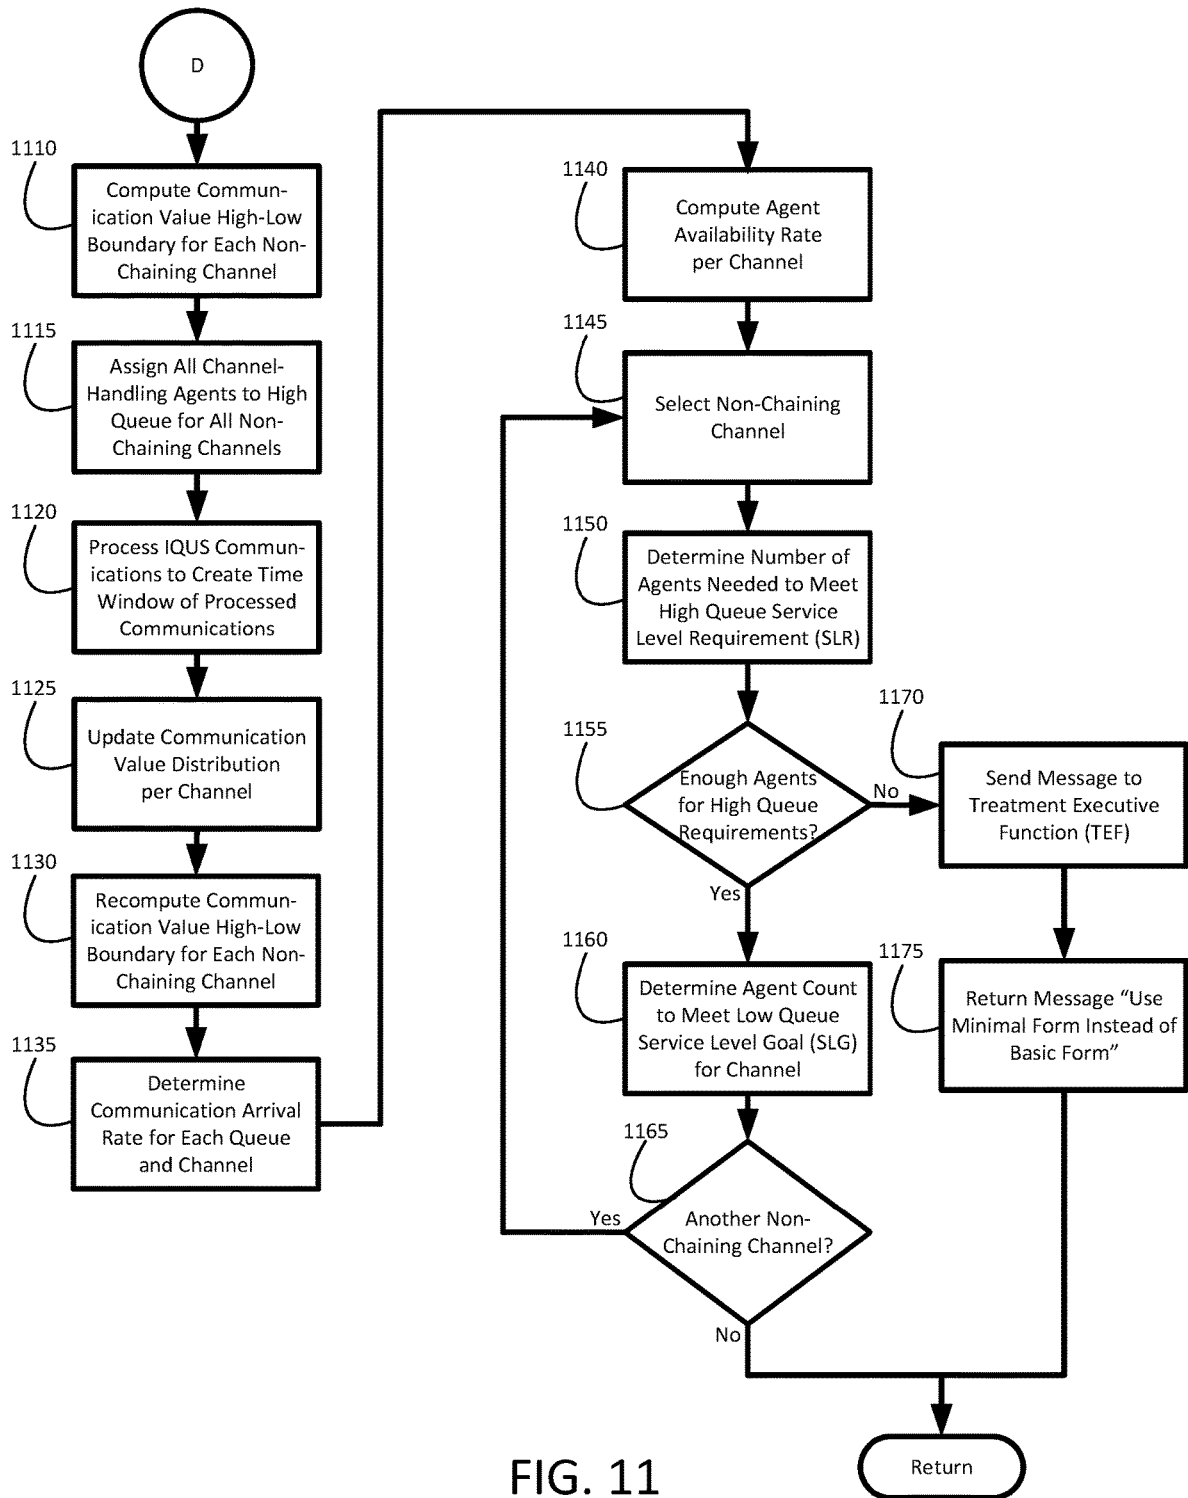 D
1110
Compute Commun-
ication Value High-Low
Boundary for Each Non-
Chaining Channel
1115
Assign All Channel-
Handling Agents to High
Queue for All Non-
Chaining Channels
1120
Process IQUS Commun-
ications to Create Time
Window of Processed
Communications
1125
Update Communication
Value Distribution
per Channel
1130
Recompute Commun-
ication Value High-Low
Boundary for Each Non-
Chaining Channel
1135
Determine
Communication Arrival
Rate for Each Queue
and Channel
1140
Compute Agent
Availability Rate
per Channel
1145
Select Non-Chaining
Channel
1150
Determine Number of
Agents Needed to Meet
High Queue Service
Level Requirement (SLR)
1155
Enough Agents
for High Queue
Requirements?
No
Yes
1160
Determine Agent Count
to Meet Low Queue
Service Level Goal (SLG)
for Channel
1165
Another Non-
Chaining Channel?
Yes
No
1170
Send Message to
Treatment Executive
Function (TEF)
1175
Return Message “Use
Minimal Form Instead of
Basic Form”
Return
FIG. 11